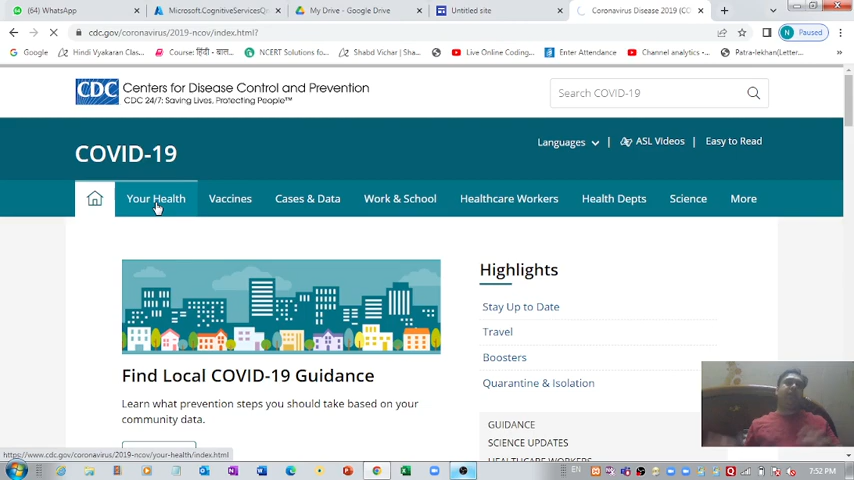 (64) WhatsApp
Microsoft.CognitiveServicesQ
My Drive - Google Drive
Untitled site
Coronavirus Disease 2019 (CO
cdc.gov/coronavirus/2019-ncov/index.html?
N Paused
Google
Hindi Vyakaran Clas
Course: हिंदी - बाल
NCERT Solutions fo
Shabd Vichar | Sha
Live Online Coding
Enter Attendance
Channel analytics
Patra-lekhan(Letter
CDC Centers for Disease Control and Prevention
CDC 24/7: Saving Lives, Protecting People™
Search COVID-19
Languages | ASL Videos | Easy to Read
COVID-19
Your Health Vaccines Cases & Data Work & School Healthcare Workers Health Depts Science More
Highlights
Stay Up to Date
Travel
Boosters
Quarantine & Isolation
Find Local COVID-19 Guidance
Learn what prevention steps you should take based on your
community data.
GUIDANCE
SCIENCE UPDATES
HEALTHCARE WORKERS
https://www.cdc.gov/coronavirus/2019-ncov/your-health/index.html
EN
7:52 PM